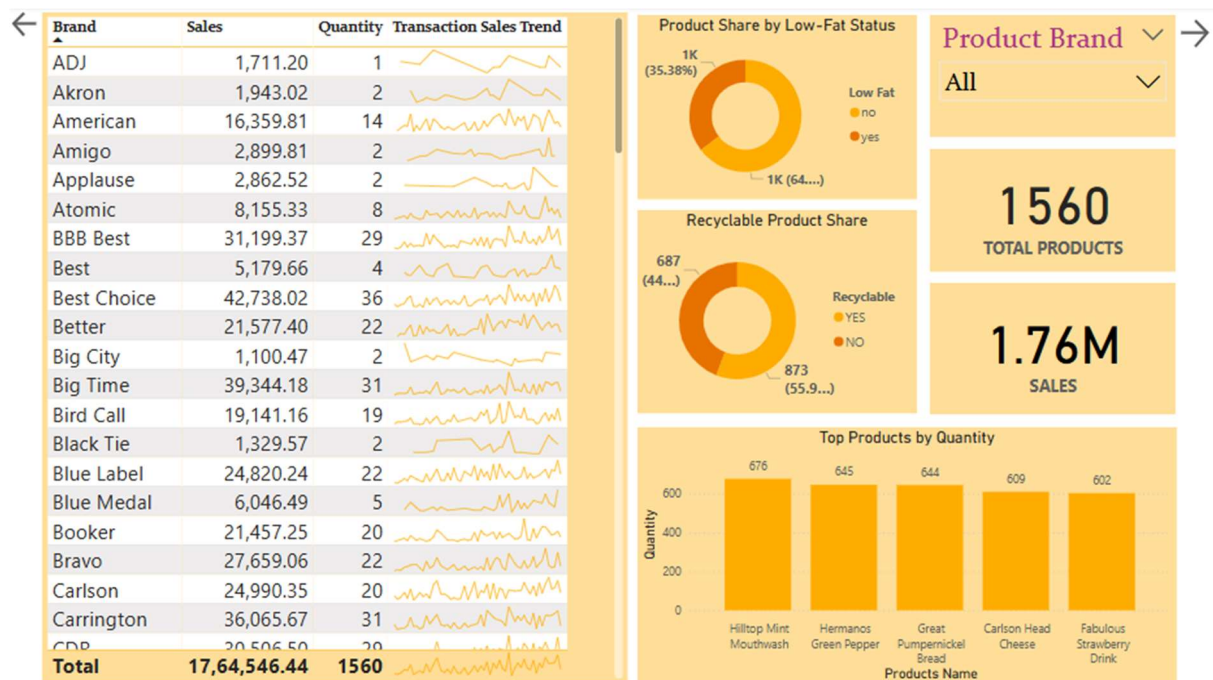 Brand Sales Quantity Transaction Sales Trend
ADJ 1,711.20 1
Akron 1,943.02 2
American 16,359.81 14
Amigo 2,899.81 2
Applause 2,862.52 2
Atomic 8,155.33 8
BBB Best 31,199.37 29
Best 5,179.66 4
Best Choice 42,738.02 36
Better 21,577.40 22
Big City 1,100.47 2
Big Time 39,344.18 31
Bird Call 19,141.16 19
Black Tie 1,329.57 2
Blue Label 24,820.24 22
Blue Medal 6,046.49 5
Booker 21,457.25 20
Bravo 27,659.06 22
Carlson 24,990.35 20
Carrington 36,065.67 31
CDR 30,506.50 29
Total 17,64,546.44 1560
Product Share by Low-Fat Status
1K
(35.38%)
Low Fat
no
yes
1K (64....)
Recyclable Product Share
687
(44...)
Recyclable
YES
NO
873
(55.9...)
Product Brand
All
1560
TOTAL PRODUCTS
1.76M
SALES
Top Products by Quantity
676 645 644 609 602
600
400
200
0
Quantity
Hilltop Mint
Mouthwash
Hermanos
Green Pepper
Great
Pumpernickel
Bread
Carlson Head
Cheese
Fabulous
Strawberry
Drink
Products Name